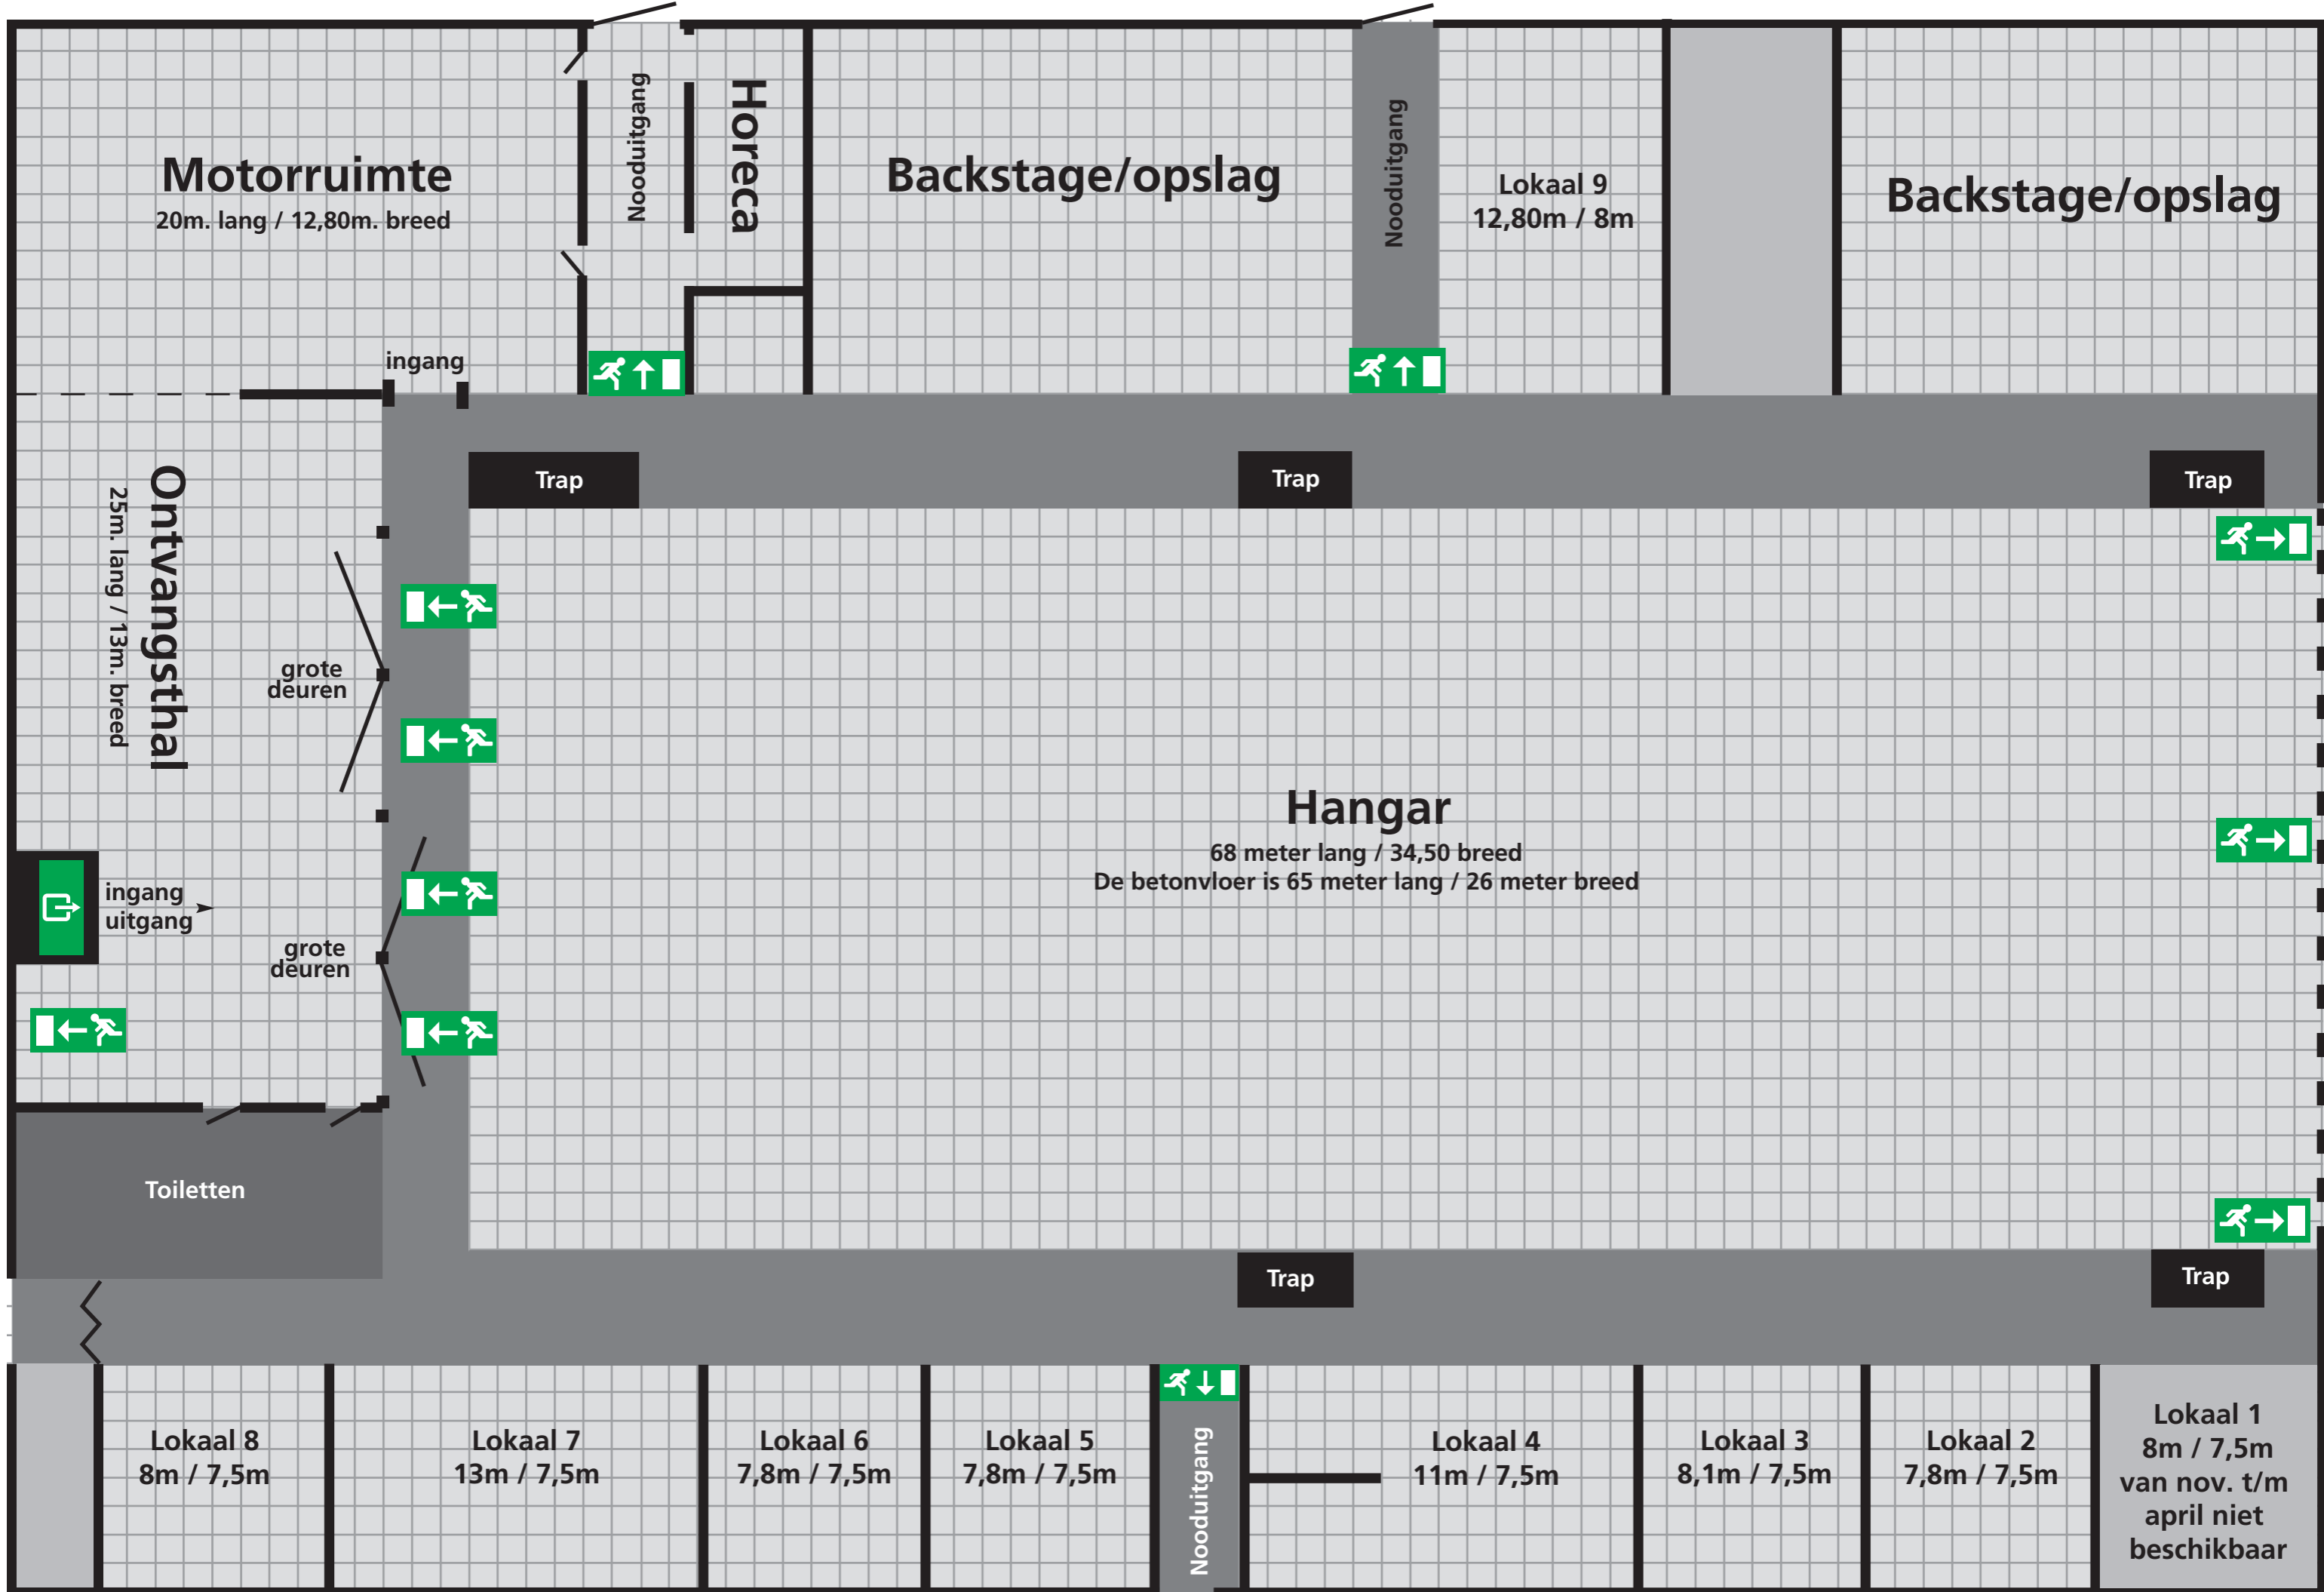 Motorruimte
20m. lang / 12,80m. breed
Nooduitgang
Horeca
Backstage/opslag
Nooduitgang
Lokaal 9
12,80m / 8m
Backstage/opslag
ingang
Trap
Trap
Trap
Ontvangsthal
25m. lang / 13m. breed
grote
deuren
Hangar
68 meter lang / 34,50 breed
De betonvloer is 65 meter lang / 26 meter breed
ingang
uitgang
grote
deuren
Toiletten
Trap
Trap
Lokaal 8
8m / 7,5m
Lokaal 7
13m / 7,5m
Lokaal 6
7,8m / 7,5m
Lokaal 5
7,8m / 7,5m
Nooduitgang
Lokaal 4
11m / 7,5m
Lokaal 3
8,1m / 7,5m
Lokaal 2
7,8m / 7,5m
Lokaal 1
8m / 7,5m
van nov. t/m
april niet
beschikbaar